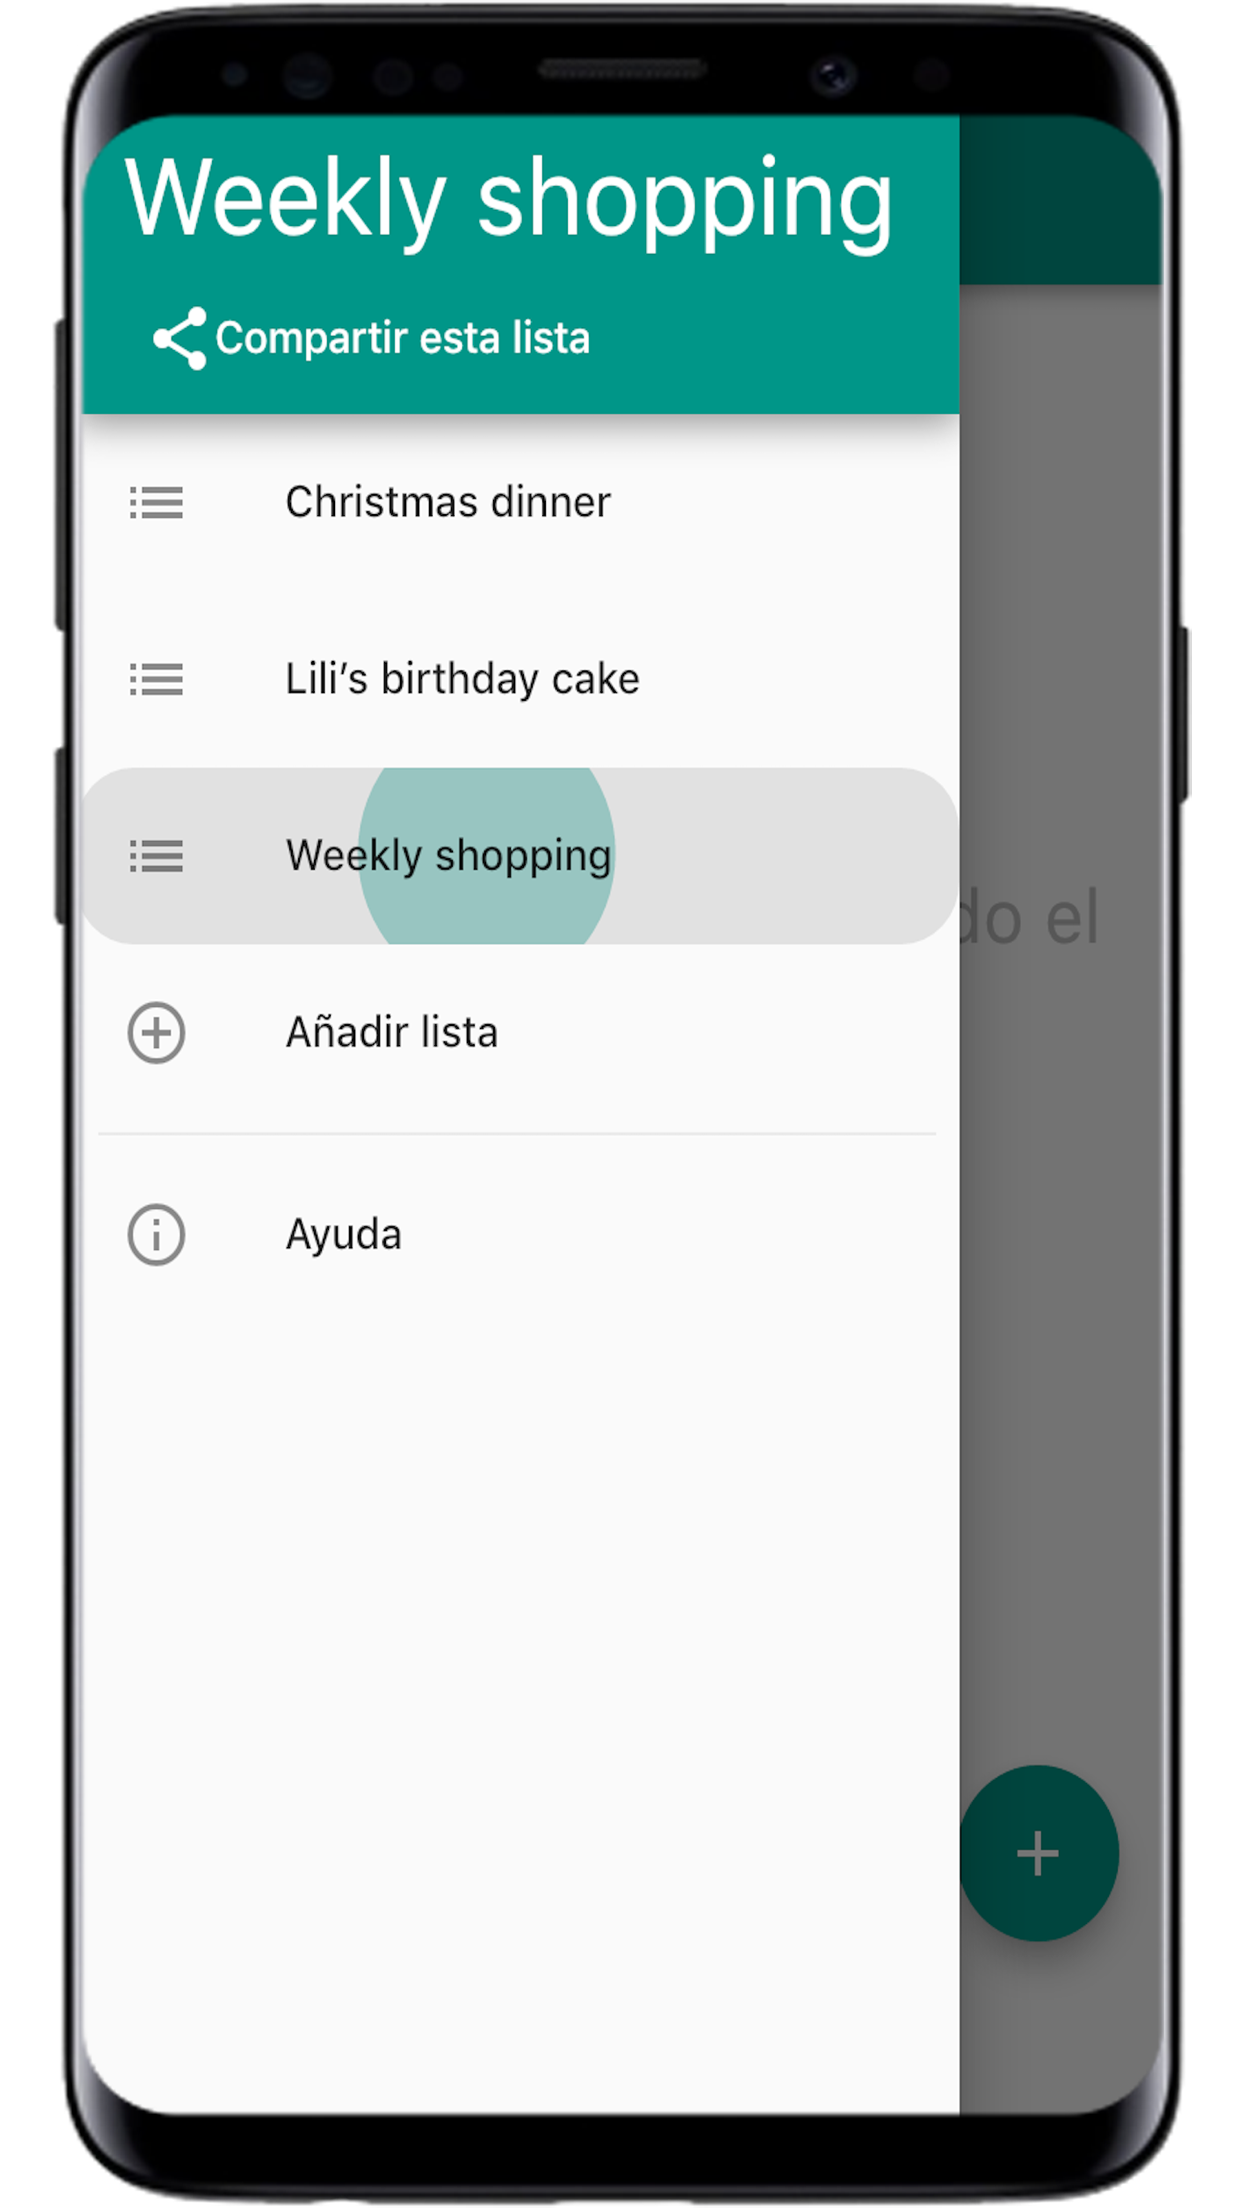 Weekly shopping
Compartir esta lista
Christmas dinner
Lili’s birthday cake
Weekly shopping
do el
Añadir lista
Ayuda